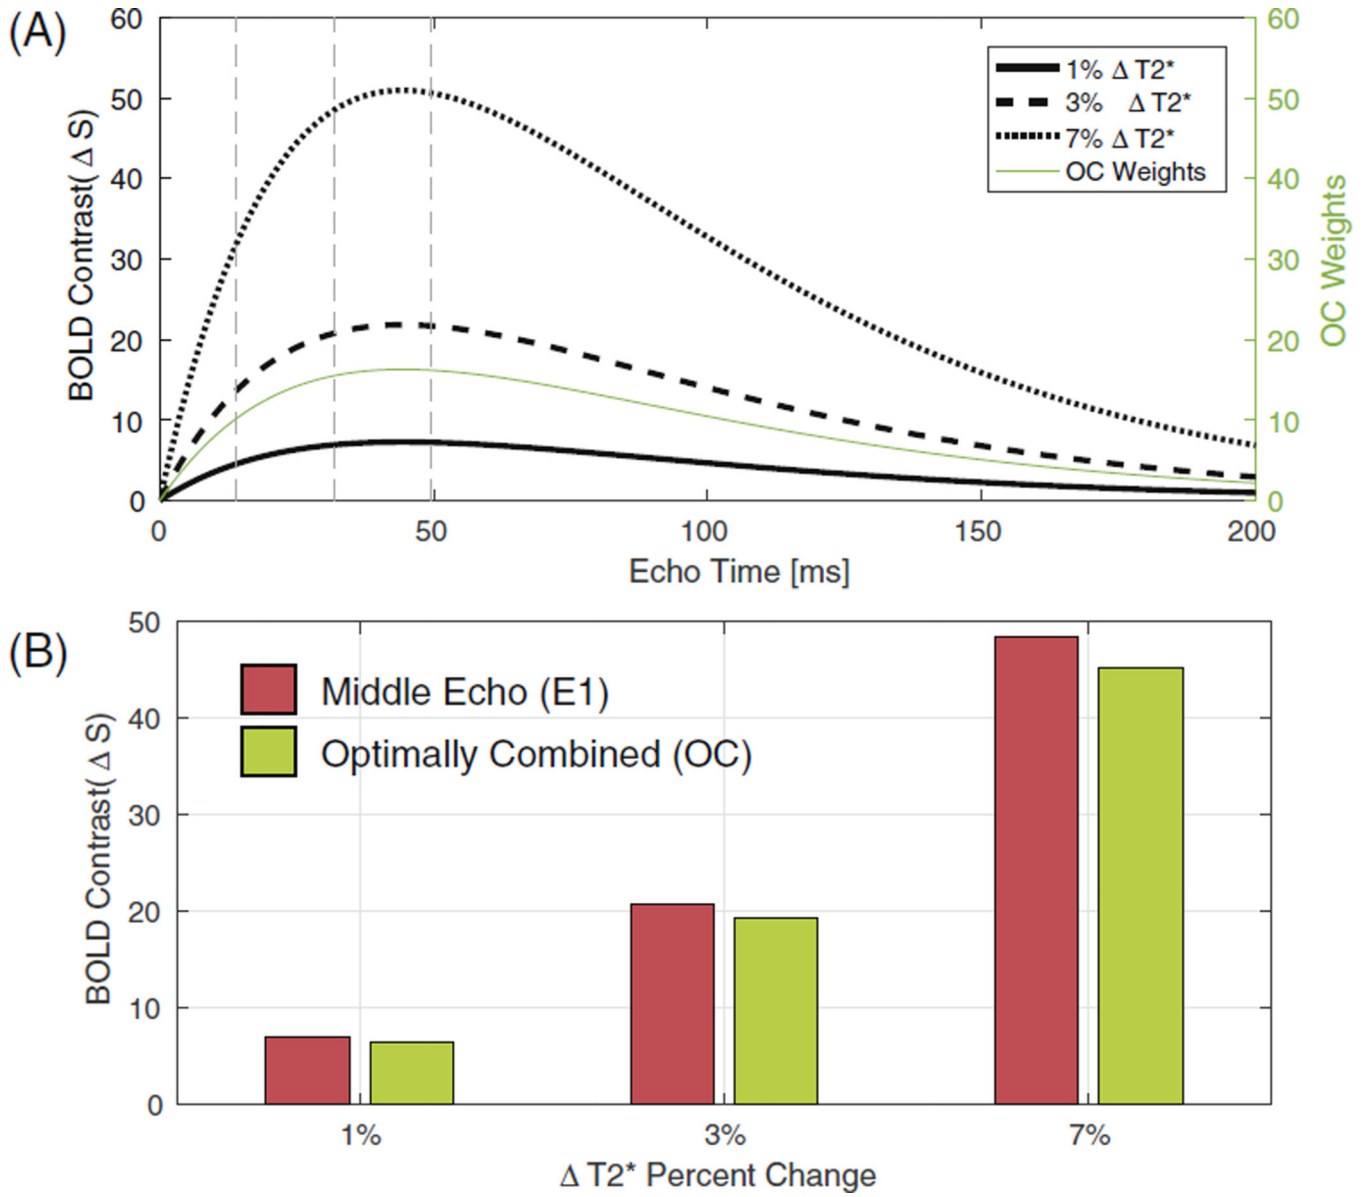 (A)
60
50
40
30
20
10
0
BOLD Contrast( Δ S)
1% Δ T2*
3% Δ T2*
7% Δ T2*
OC Weights
60
50
40
30
20
10
0
OC Weights
0 50 100 150 200
Echo Time [ms]
(B)
50
40
30
20
10
0
BOLD Contrast( Δ S)
Middle Echo (E1)
Optimally Combined (OC)
1% 3% 7%
Δ T2* Percent Change